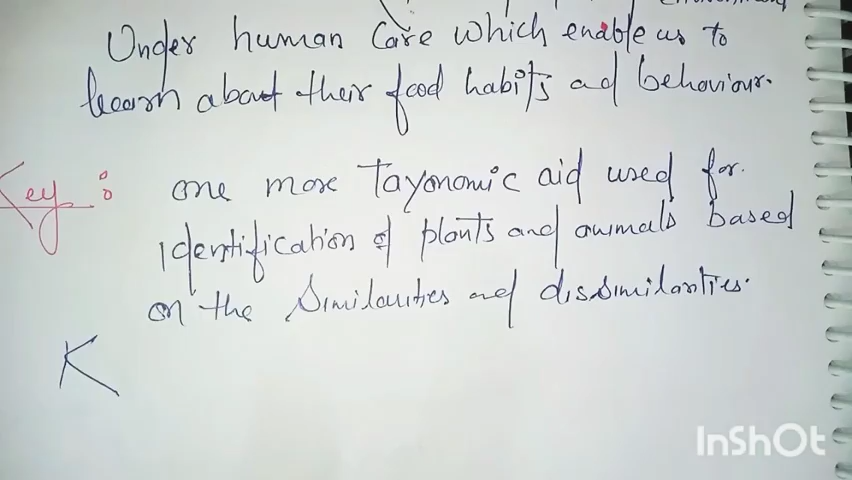 Under human Care which enable us to
learn about their food habits and behaviour.
Key : one more Taxonomic aid used for
identification of plants and animals based
on the Similarities and dissimilarities.
K
InShOt